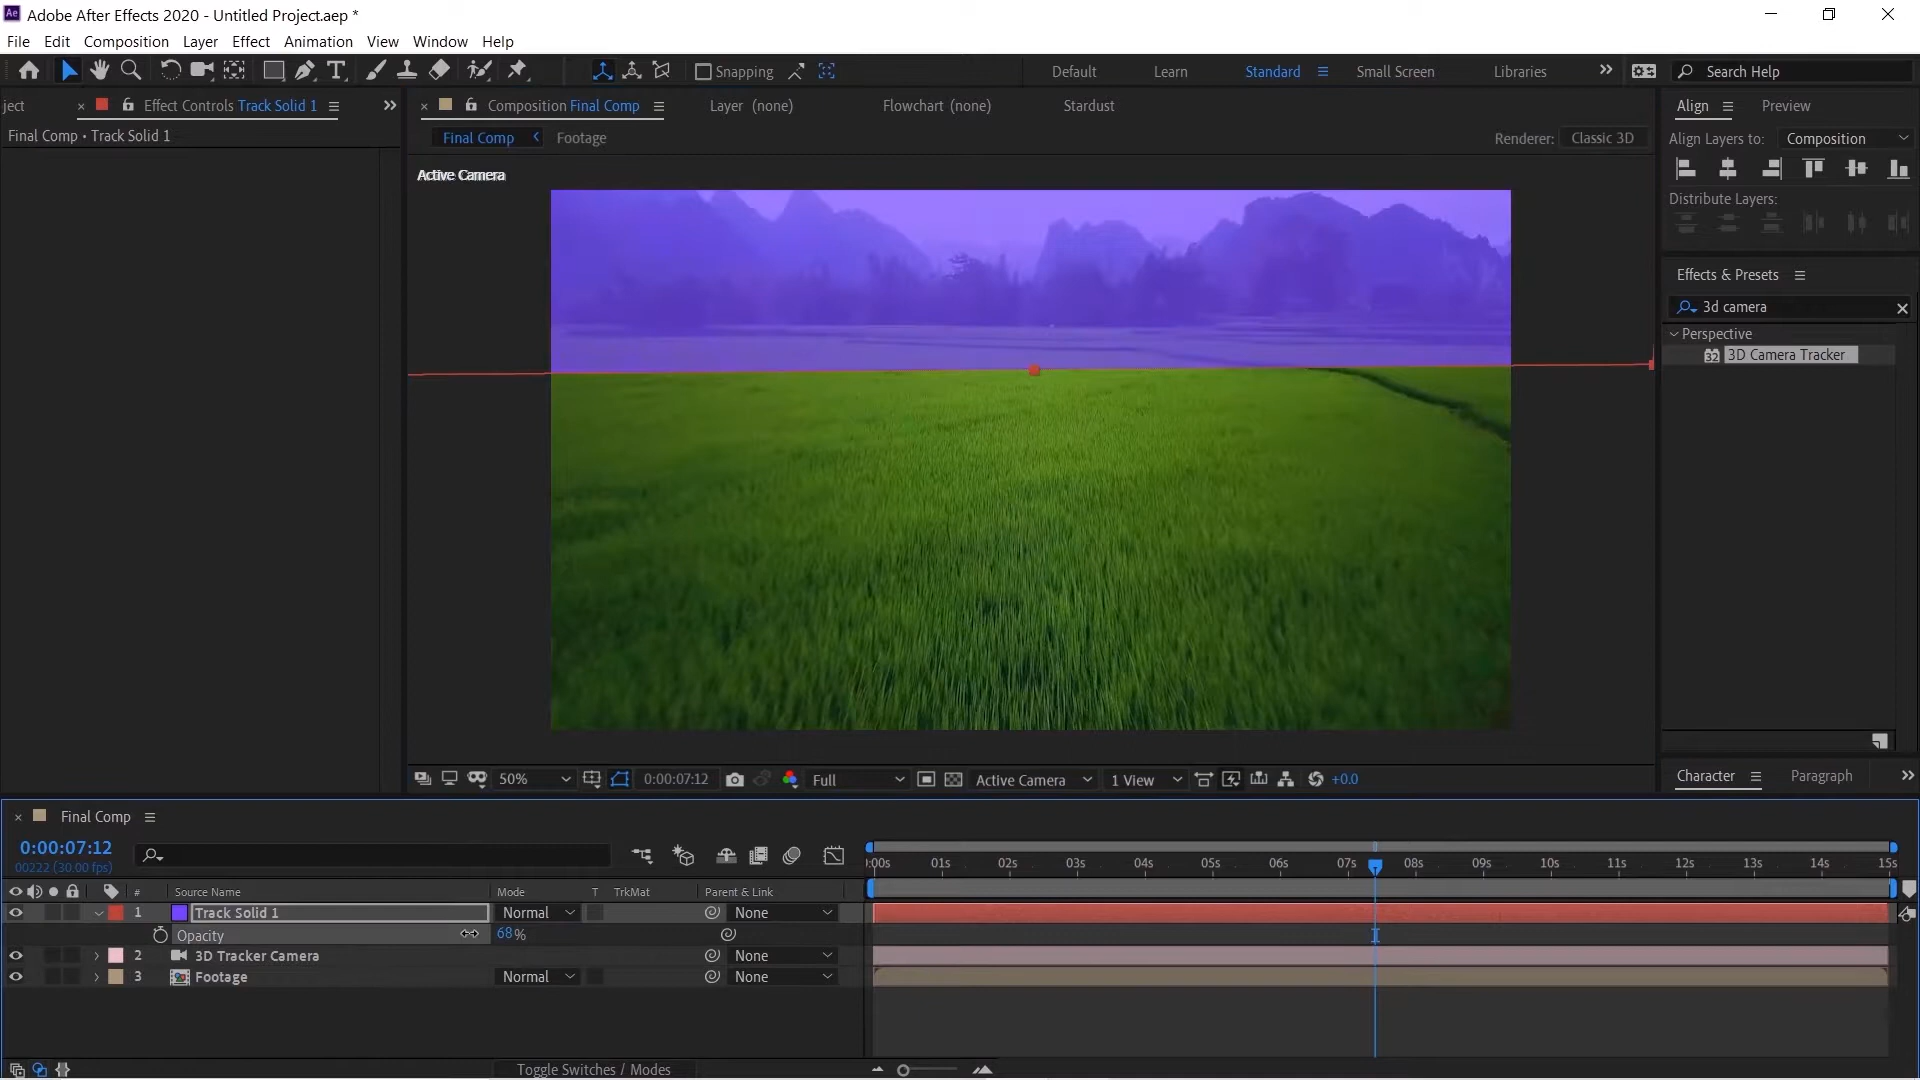 Ae Adobe After Effects 2020 - Untitled Project.aep *
File Edit Composition Layer Effect Animation View Window Help
T Snapping Default Learn Standard Small Screen Libraries Search Help
ject Effect Controls Track Solid 1 Composition Final Comp Layer (none) Flowchart (none) Stardust Align Preview
Final Comp • Track Solid 1
Final Comp Footage Renderer: Classic 3D
Align Layers to: Composition
Active Camera
Distribute Layers:
Effects & Presets
3d camera
Perspective
32 3D Camera Tracker
50% 0:00:07:12 Full Active Camera 1 View +0.0
Character Paragraph
Final Comp
0:00:07:12
00222 (30.00 fps)
:00s 01s 02s 03s 04s 05s 06s 07s 08s 09s 10s 11s 12s 13s 14s 15s
# Source Name Mode T TrkMat Parent & Link
1 Track Solid 1 Normal None
Opacity 68%
2 3D Tracker Camera None
3 Footage Normal None
Toggle Switches / Modes